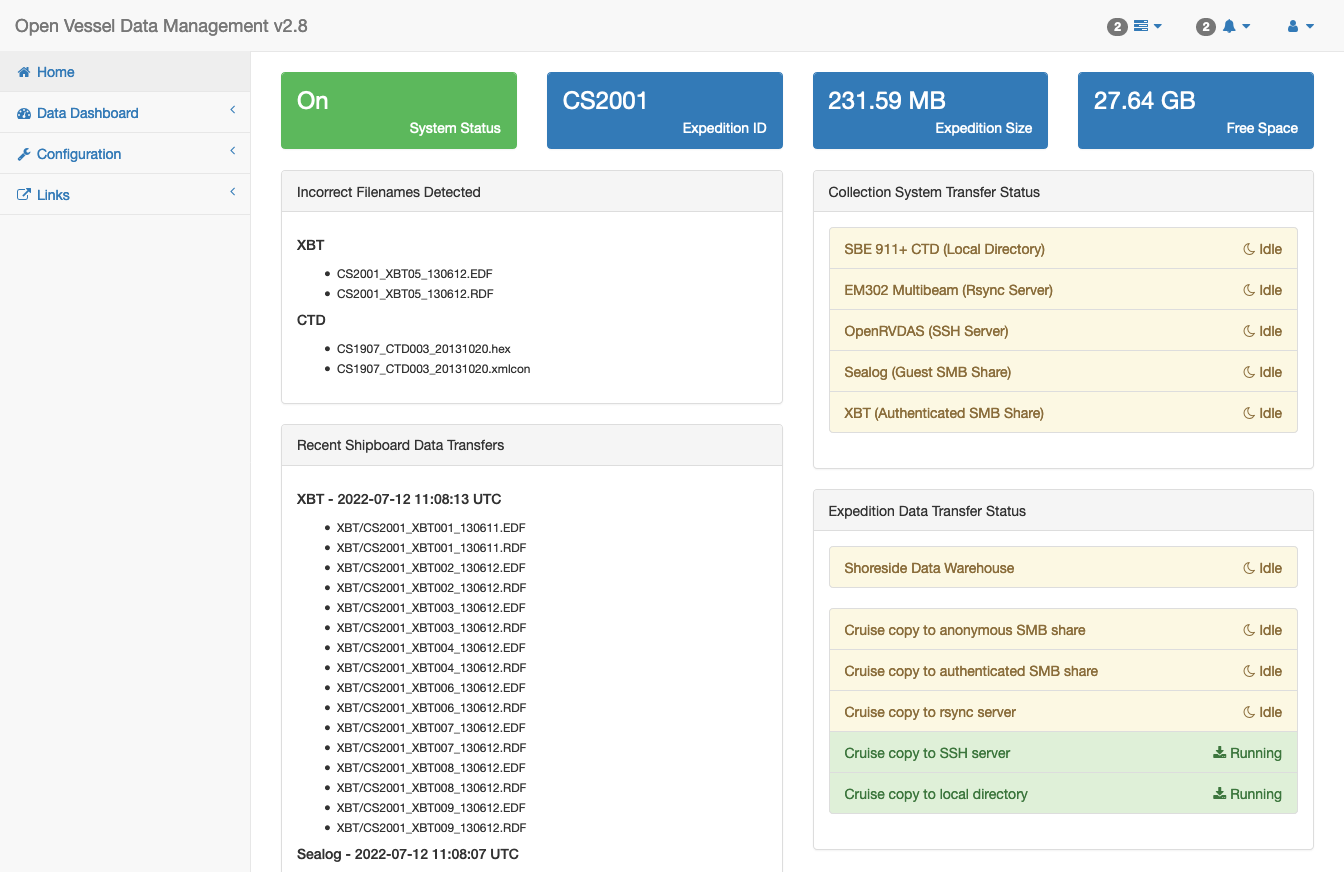 Open Vessel Data Management v2.8
2
2
Home
Data Dashboard
Configuration
Links
On
System Status
CS2001
Expedition ID
231.59 MB
Expedition Size
27.64 GB
Free Space
Incorrect Filenames Detected
XBT
CS2001_XBT05_130612.EDF
CS2001_XBT05_130612.RDF
CTD
CS1907_CTD003_20131020.hex
CS1907_CTD003_20131020.xmlcon
Recent Shipboard Data Transfers
XBT - 2022-07-12 11:08:13 UTC
XBT/CS2001_XBT001_130611.EDF
XBT/CS2001_XBT001_130611.RDF
XBT/CS2001_XBT002_130612.EDF
XBT/CS2001_XBT002_130612.RDF
XBT/CS2001_XBT003_130612.EDF
XBT/CS2001_XBT003_130612.RDF
XBT/CS2001_XBT004_130612.EDF
XBT/CS2001_XBT004_130612.RDF
XBT/CS2001_XBT006_130612.EDF
XBT/CS2001_XBT006_130612.RDF
XBT/CS2001_XBT007_130612.EDF
XBT/CS2001_XBT007_130612.RDF
XBT/CS2001_XBT008_130612.EDF
XBT/CS2001_XBT008_130612.RDF
XBT/CS2001_XBT009_130612.EDF
XBT/CS2001_XBT009_130612.RDF
Sealog - 2022-07-12 11:08:07 UTC
Collection System Transfer Status
SBE 911+ CTD (Local Directory) Idle
EM302 Multibeam (Rsync Server) Idle
OpenRVDAS (SSH Server) Idle
Sealog (Guest SMB Share) Idle
XBT (Authenticated SMB Share) Idle
Expedition Data Transfer Status
Shoreside Data Warehouse Idle
Cruise copy to anonymous SMB share Idle
Cruise copy to authenticated SMB share Idle
Cruise copy to rsync server Idle
Cruise copy to SSH server Running
Cruise copy to local directory Running